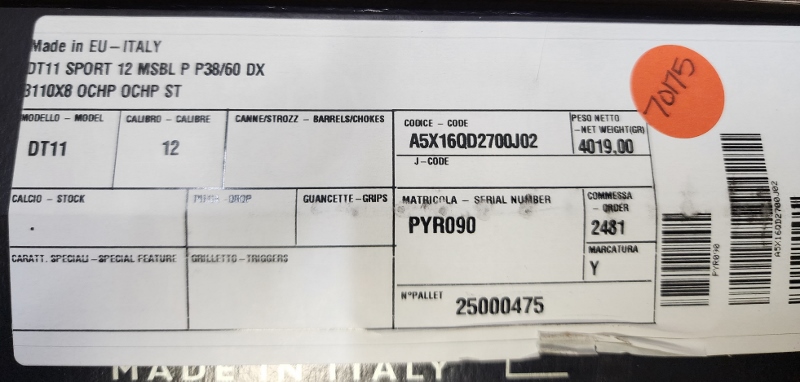 Made in EU-ITALY
DT11 SPORT 12 MSBL P P38/60 DX
B110X8 OCHP OCHP ST
70175
MODELLO - MODEL
DT11
CALIBRO - CALIBRE
12
CANNE/STROZZ - BARRELS/CHOKES
CODICE - CODE
A5X16QD2700J02
J-CODE
PESO NETTO
-NET WEIGHT(GR)
4019,00
CALCIO - STOCK
.
PIEGA -DROP
GUANCETTE-GRIPS
MATRICOLA - SERIAL NUMBER
PYR090
COMMESSA
- ORDER
2481
MARCATURA
Y
CARATT. SPECIALI-SPECIAL FEATURE
GRILLETTO-TRIGGERS
N°PALLET
25000475
PYR090
A5X16QD2700J02
MADE IN ITALY